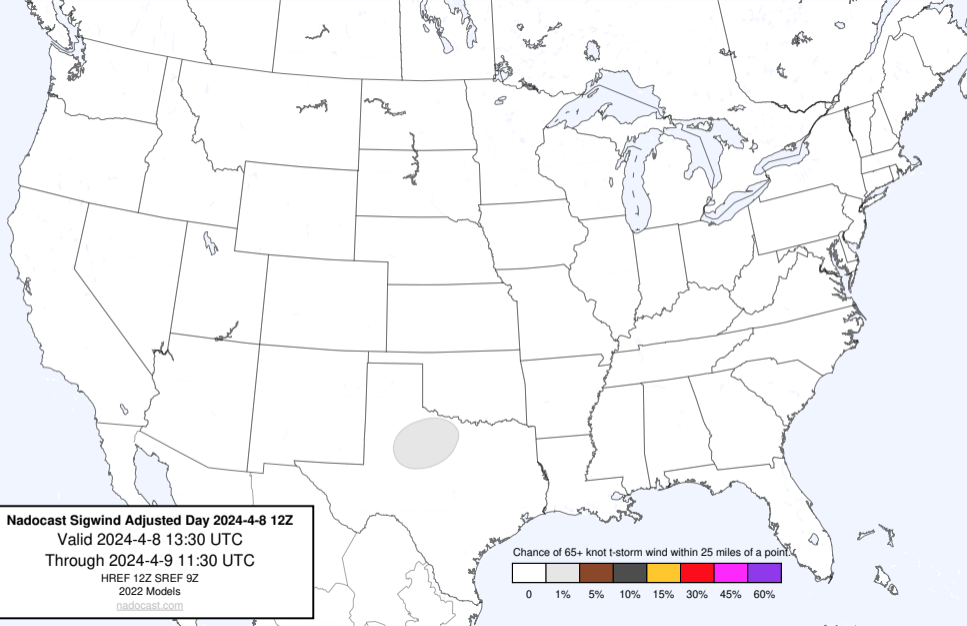 Nadocast Sigwind Adjusted Day 2024-4-8 12Z
Valid 2024-4-8 13:30 UTC
Through 2024-4-9 11:30 UTC
HREF 12Z SREF 9Z
2022 Models
nadocast.com
Chance of 65+ knot t-storm wind within 25 miles of a point.
0 1% 5% 10% 15% 30% 45% 60%